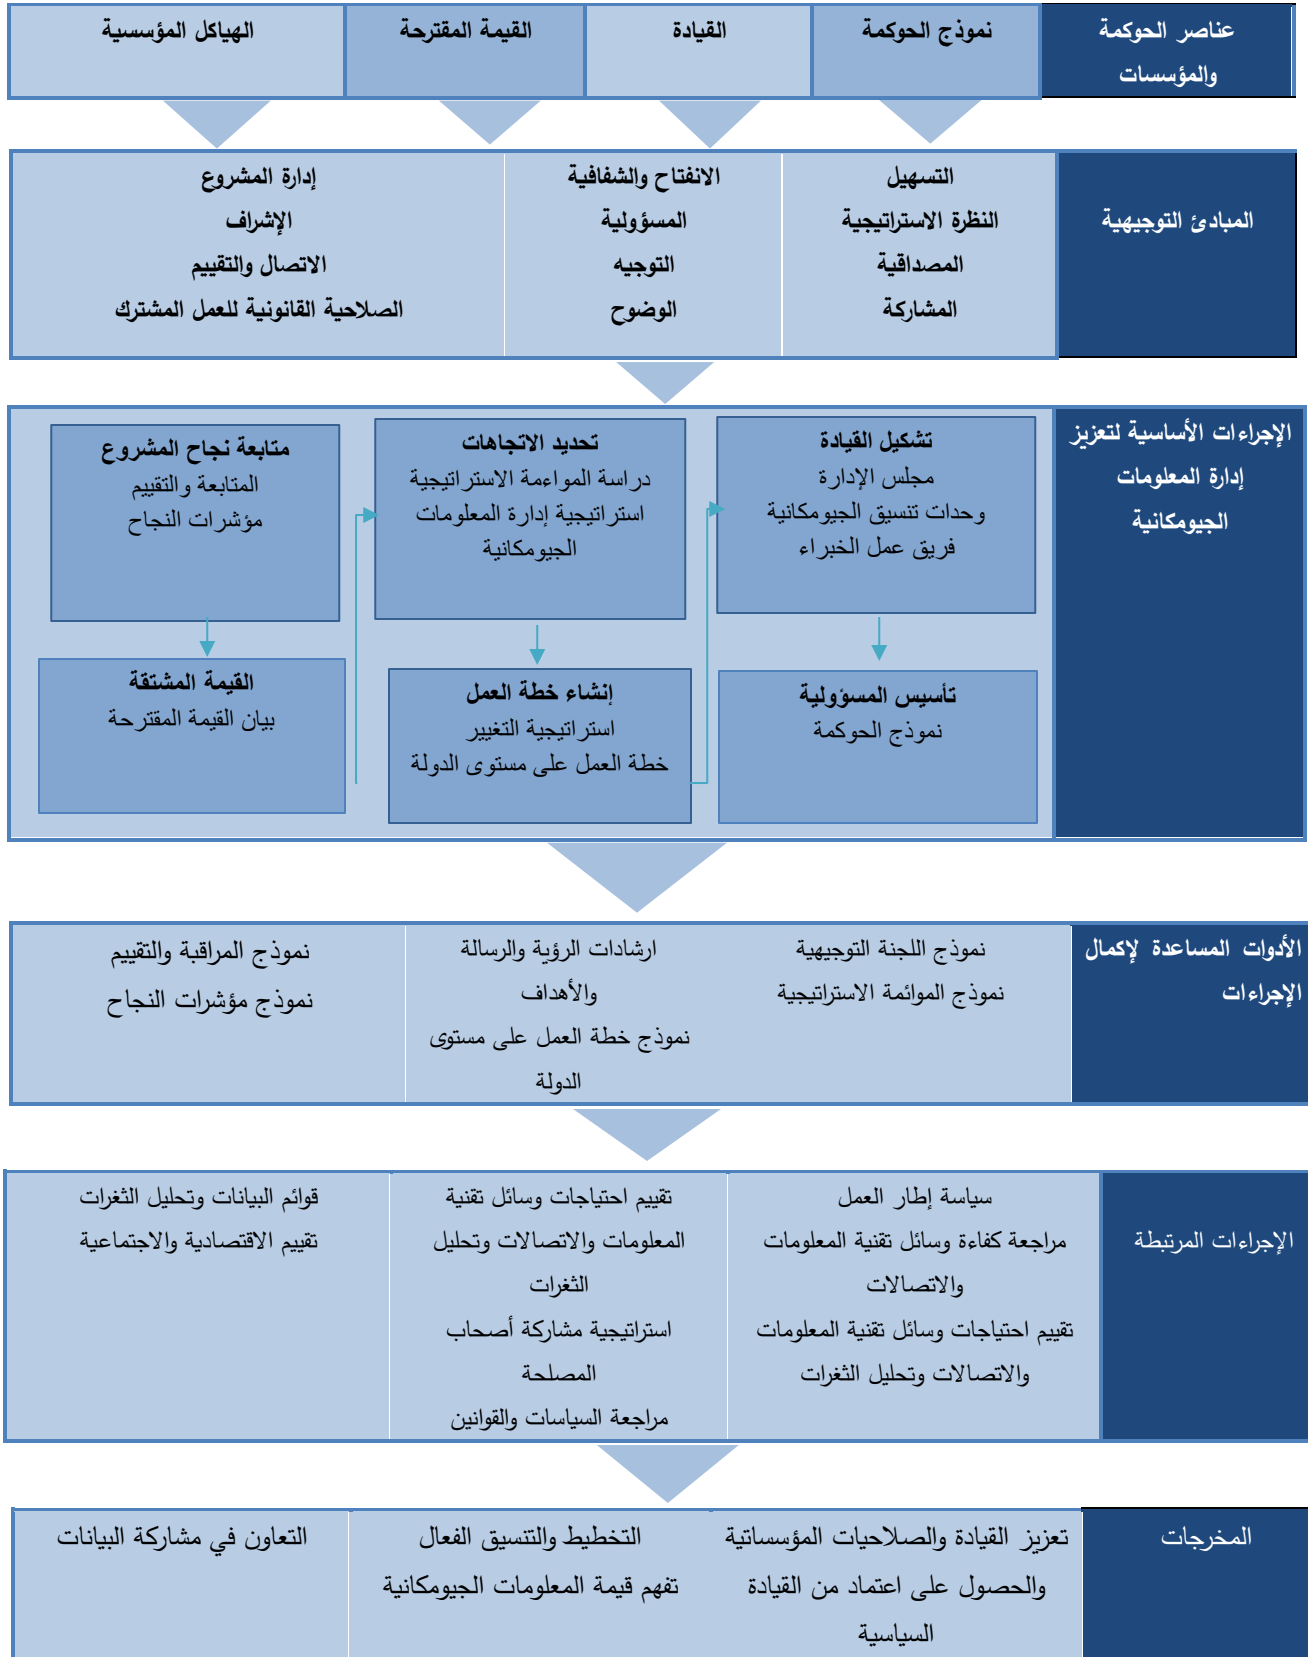 عناصر الحوكمة
والمؤسسات
نموذج الحوكمة
القيادة
القيمة المقترحة
الهياكل المؤسسية
المبادئ التوجيهية
التسهيل
النظرة الاستراتيجية
المصداقية
المشاركة
الانفتاح والشفافية
المسؤولية
التوجيه
الوضوح
إدارة المشروع
الإشراف
الاتصال والتقييم
الصلاحية القانونية للعمل المشترك
الإجراءات الأساسية لتعزيز
إدارة المعلومات
الجيومكانية
تشكيل القيادة
مجلس الإدارة
وحدات تنسيق الجيومكانية
فريق عمل الخبراء
تأسيس المسؤولية
نموذج الحوكمة
تحديد الاتجاهات
دراسة المواءمة الاستراتيجية
استراتيجية إدارة المعلومات
الجيومكانية
إنشاء خطة العمل
استراتيجية التغيير
خطة العمل على مستوى الدولة
متابعة نجاح المشروع
المتابعة والتقييم
مؤشرات النجاح
القيمة المشتقة
بيان القيمة المقترحة
الأدوات المساعدة لإكمال
الإجراءات
نموذج اللجنة التوجيهية
نموذج الموائمة الاستراتيجية
ارشادات الرؤية والرسالة
والأهداف
نموذج خطة العمل على مستوى
الدولة
نموذج المراقبة والتقييم
نموذج مؤشرات النجاح
الإجراءات المرتبطة
سياسة إطار العمل
مراجعة كفاءة وسائل تقنية المعلومات
والاتصالات
تقييم احتياجات وسائل تقنية المعلومات
والاتصالات وتحليل الثغرات
تقييم احتياجات وسائل تقنية
المعلومات والاتصالات وتحليل
الثغرات
استراتيجية مشاركة أصحاب
المصلحة
مراجعة السياسات والقوانين
قوائم البيانات وتحليل الثغرات
تقييم الاقتصادية والاجتماعية
المخرجات
تعزيز القيادة والصلاحيات المؤسساتية
والحصول على اعتماد من القيادة
السياسية
التخطيط والتنسيق الفعال
تفهم قيمة المعلومات الجيومكانية
التعاون في مشاركة البيانات